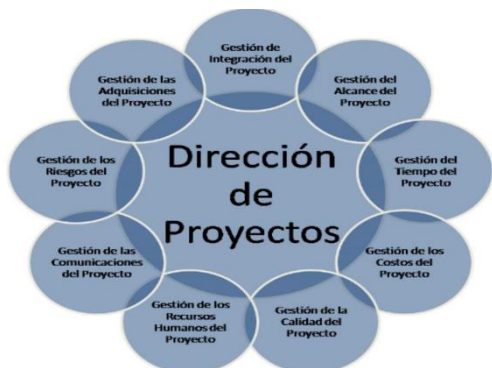 Gestión de
Integración del
Proyecto
Gestión del
Alcance del
Proyecto
Gestión del
Tiempo del
Proyecto
Gestión de los
Costos del
Proyecto
Gestión de la
Calidad del
Proyecto
Gestión de los
Recursos
Humanos del
Proyecto
Gestión de las
Comunicaciones
del Proyecto
Gestión de los
Riesgos del
Proyecto
Gestión de las
Adquisiciones
del Proyecto
Dirección
de
Proyectos